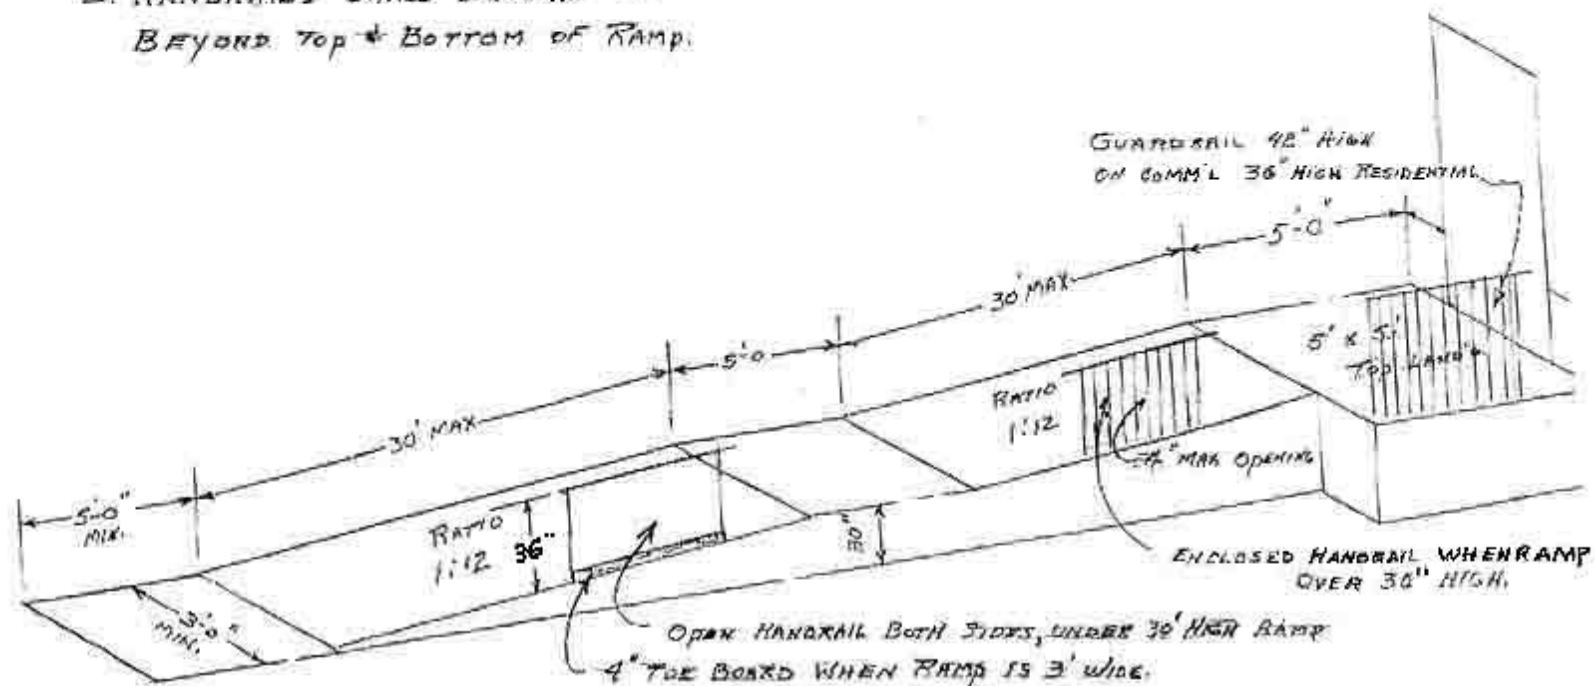 BEYOND TOP & BOTTOM OF RAMP.
GUARDRAIL 42" HIGH
ON COMM'L 36" HIGH RESIDENTIAL
5'-0"
30' MAX
5'-0
30' MAX
5'-0"
MIN.
5' x 5'
TOP LAND'G
RATIO
1:12
4" MAX OPENING
RATIO
1:12
36"
30"
3'-0"
MIN.
ENCLOSED HANDRAIL WHEN RAMP
OVER 30" HIGH.
OPEN HANDRAIL BOTH SIDES, UNDER 30' HIGH RAMP
4" TOE BOARD WHEN RAMP IS 3' WIDE.